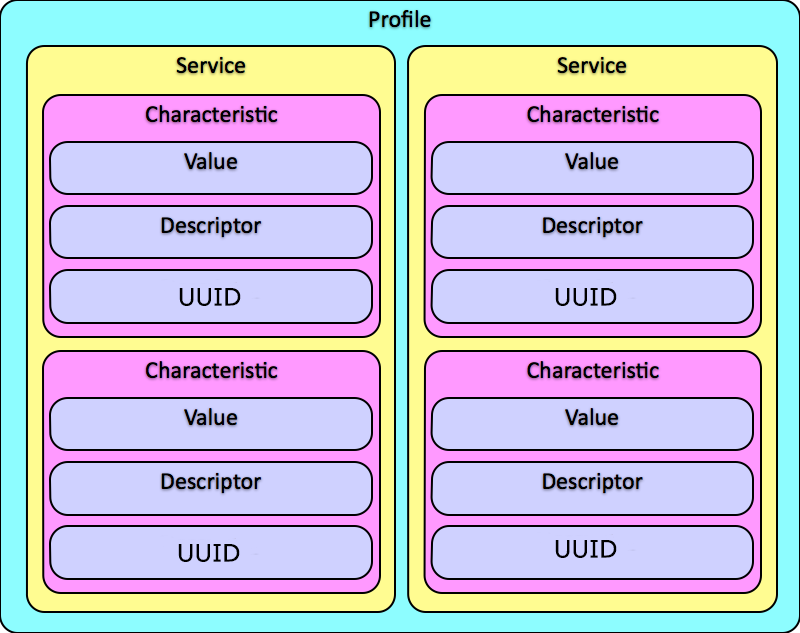 Profile
Service
Characteristic
Value
Descriptor
UUID
Characteristic
Value
Descriptor
UUID
Service
Characteristic
Value
Descriptor
UUID
Characteristic
Value
Descriptor
UUID